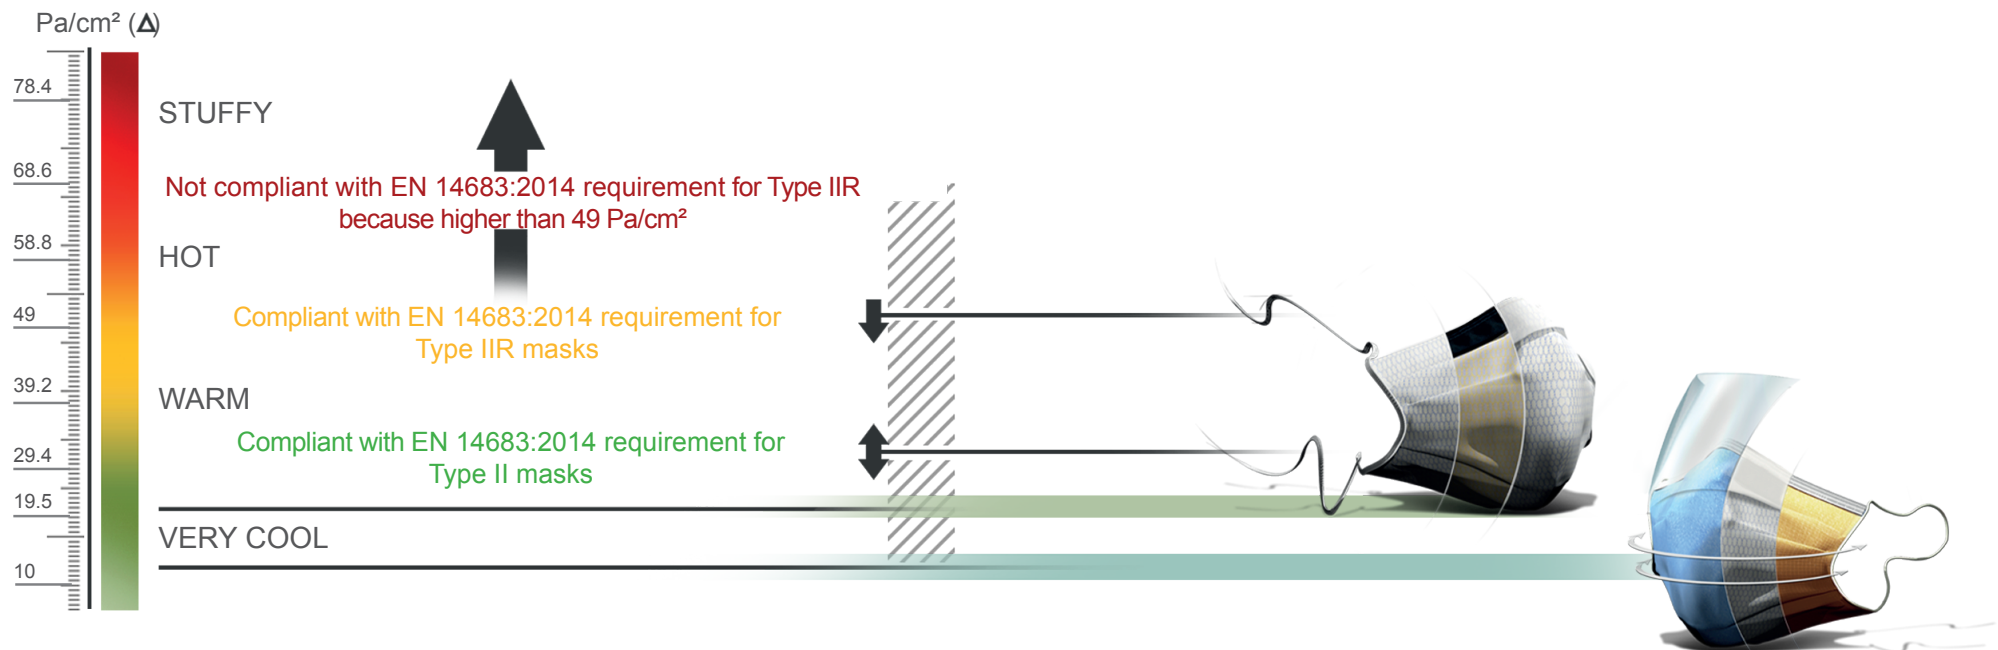 Pa/cm² (Δ)
78.4
STUFFY
68.6
Not compliant with EN 14683:2014 requirement for Type IIR
because higher than 49 Pa/cm²
58.8
HOT
49
Compliant with EN 14683:2014 requirement for
Type IIR masks
39.2
WARM
Compliant with EN 14683:2014 requirement for
Type II masks
29.4
19.5
VERY COOL
10